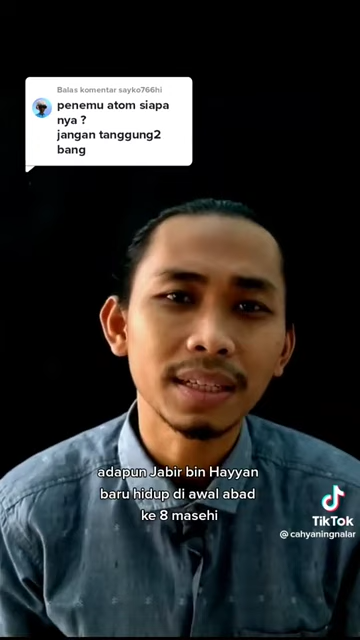 Balas komentar sayko766hi
penemu atom siapa
nya ?
jangan tanggung2
bang
adapun Jabir bin Hayyan
baru hidup di awal abad
ke 8 masehi
TikTok
@ cahyaningnalar